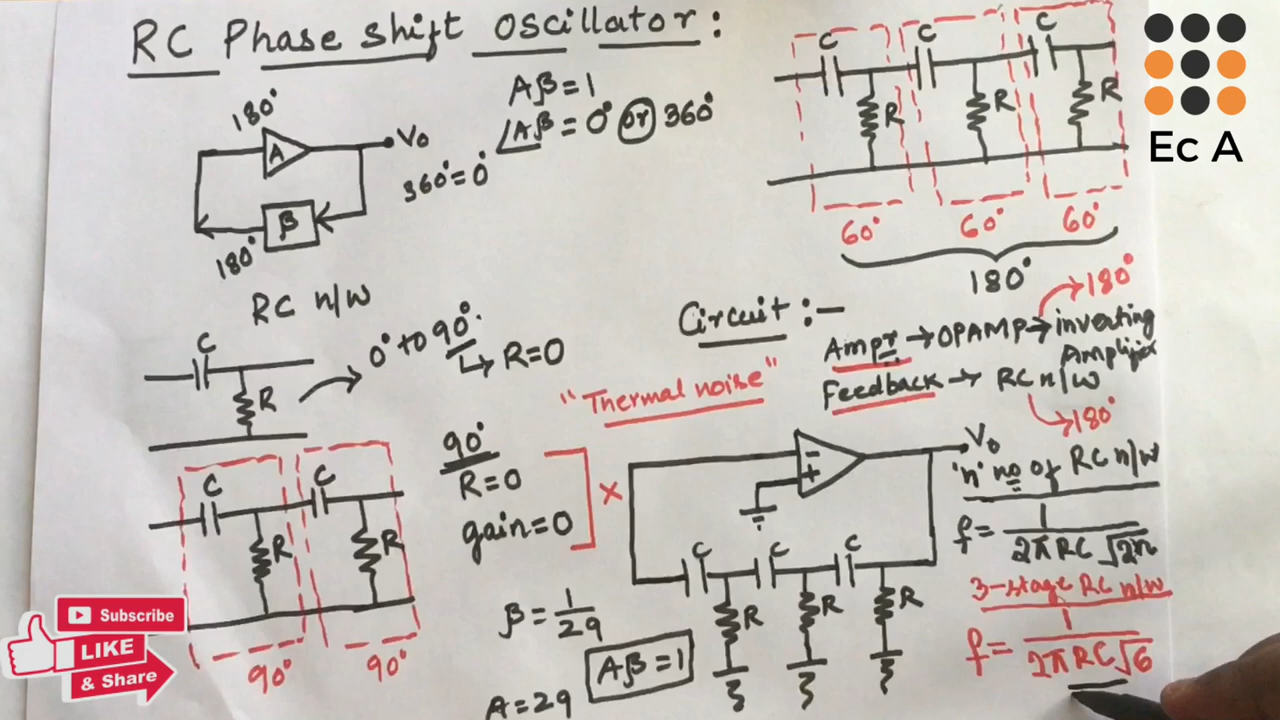 RC Phase shift oscillator:
180°
A
Vo
360°=0°
β
180°
Aβ=1
∠Aβ=0° or 360°
C
C
C
R
R
R
60°
60°
60°
180°
Ec A
RC n/w
C
R
0° to 90°
R=0
C
C
R
R
90°
90°
90°
R=0
gain=0
×
"Thermal noise"
β=1/29
A=29
Aβ=1
Circuit:-
180°
Ampr→OPAMP→inverting
Amplifier
Feedback→ RC n/w
180°
-
+
Vo
C
C
C
R
R
R
'n' no of RC n/w
f=1/2πRC√2n
3-stage RC n/w
f=1/2πRC√6
Subscribe
LIKE
& Share